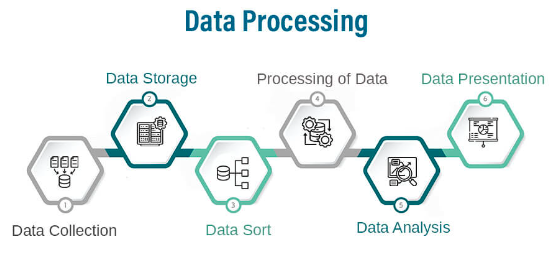 Data Processing
Data Storage
Processing of Data
Data Presentation
2
4
6
1
3
5
Data Collection
Data Sort
Data Analysis